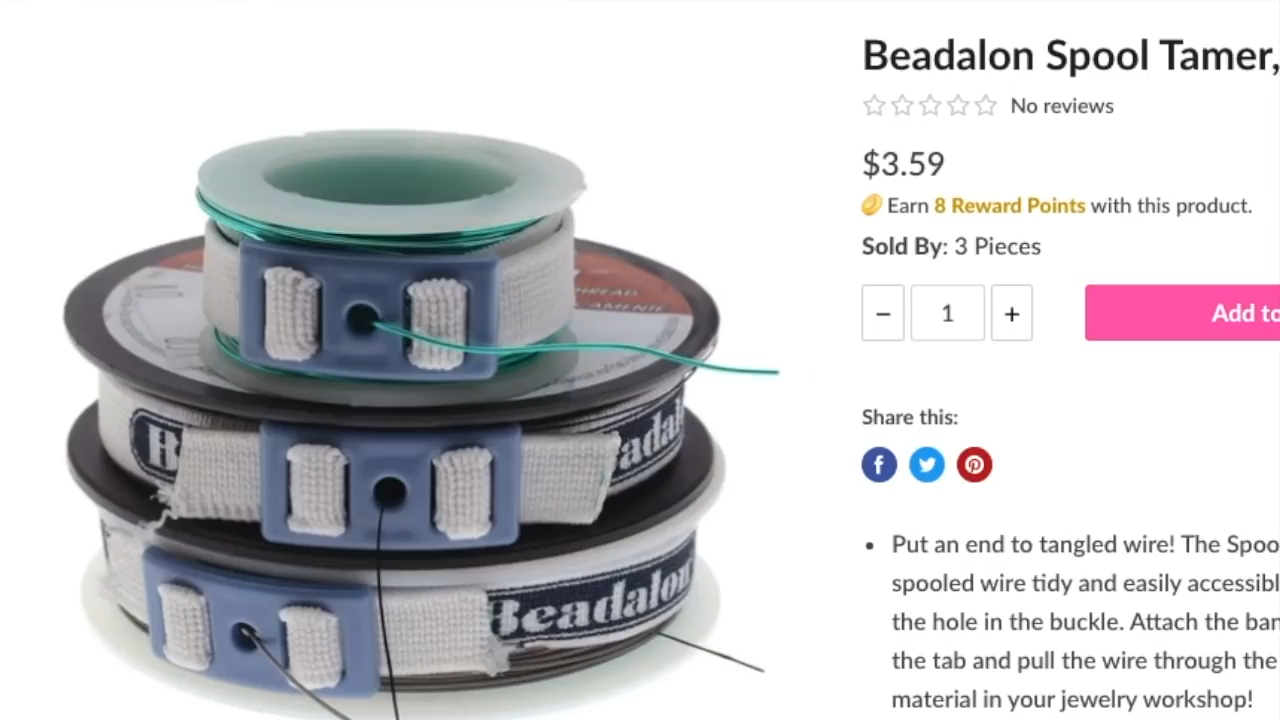 Beadalon Spool Tamer,
No reviews
$3.59
Earn 8 Reward Points with this product.
Sold By: 3 Pieces
− 1 +
Add to
Share this:
Put an end to tangled wire! The Spoo
spooled wire tidy and easily accessibl
the hole in the buckle. Attach the ban
the tab and pull the wire through the
material in your jewelry workshop!
THREAD
Beadalon